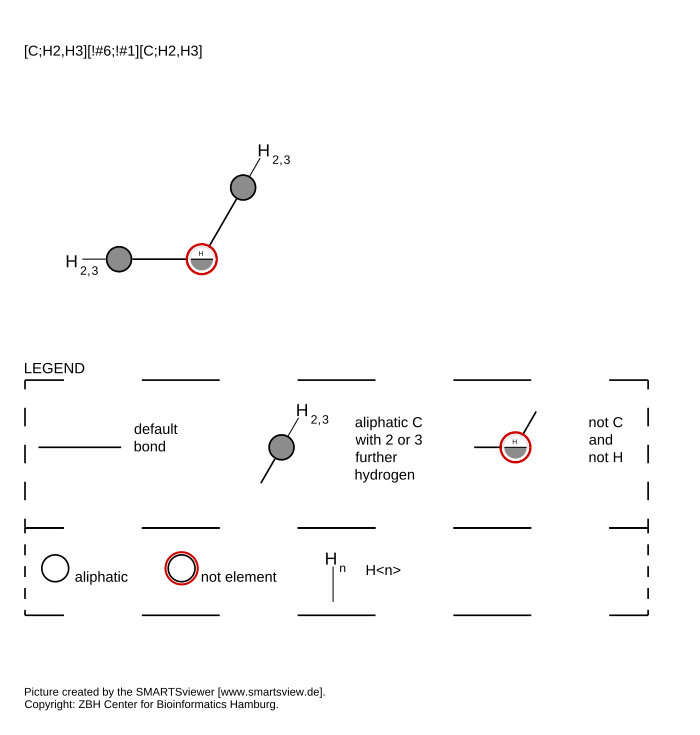 [C;H2,H3][!#6;!#1][C;H2,H3]
H 2,3
H 2,3
H
LEGEND
default
bond
H 2,3
aliphatic C
with 2 or 3
further
hydrogen
H
not C
and
not H
aliphatic
not element
H n
H<n>
Picture created by the SMARTSviewer [www.smartsview.de].
Copyright: ZBH Center for Bioinformatics Hamburg.